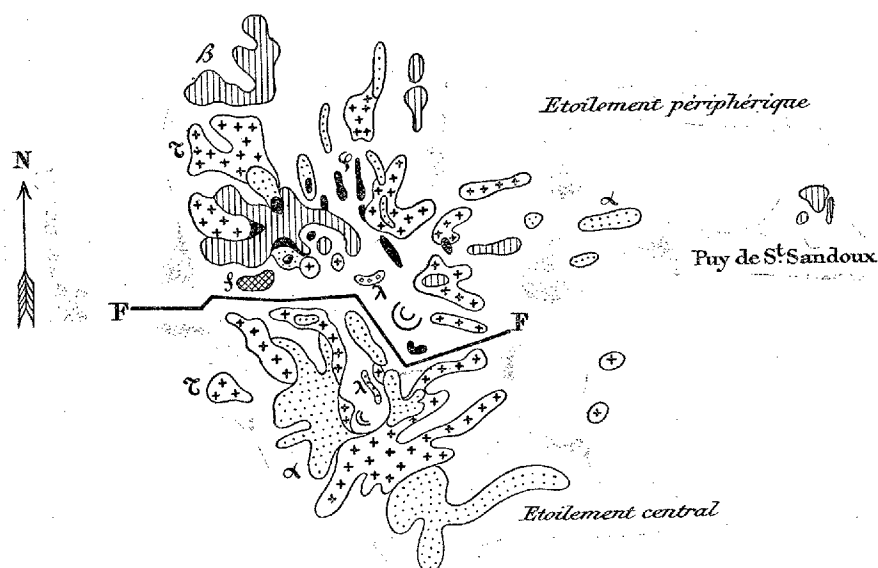 β
Etoilement périphérique
τ
N
φ
α
Puy de St. Sandoux
f
λ
F
F
τ
λ
α
Etoilement central